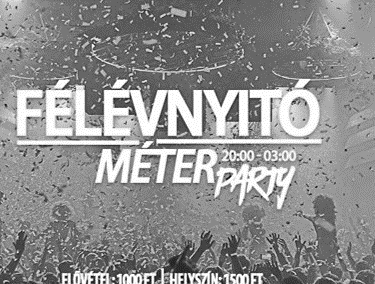 FÉLÉVNYITÓ
MÉTER 20:00 - 03:00
PARTY
ELŐVÉTEL: 1000 FT | HELYSZÍN: 1500 FT